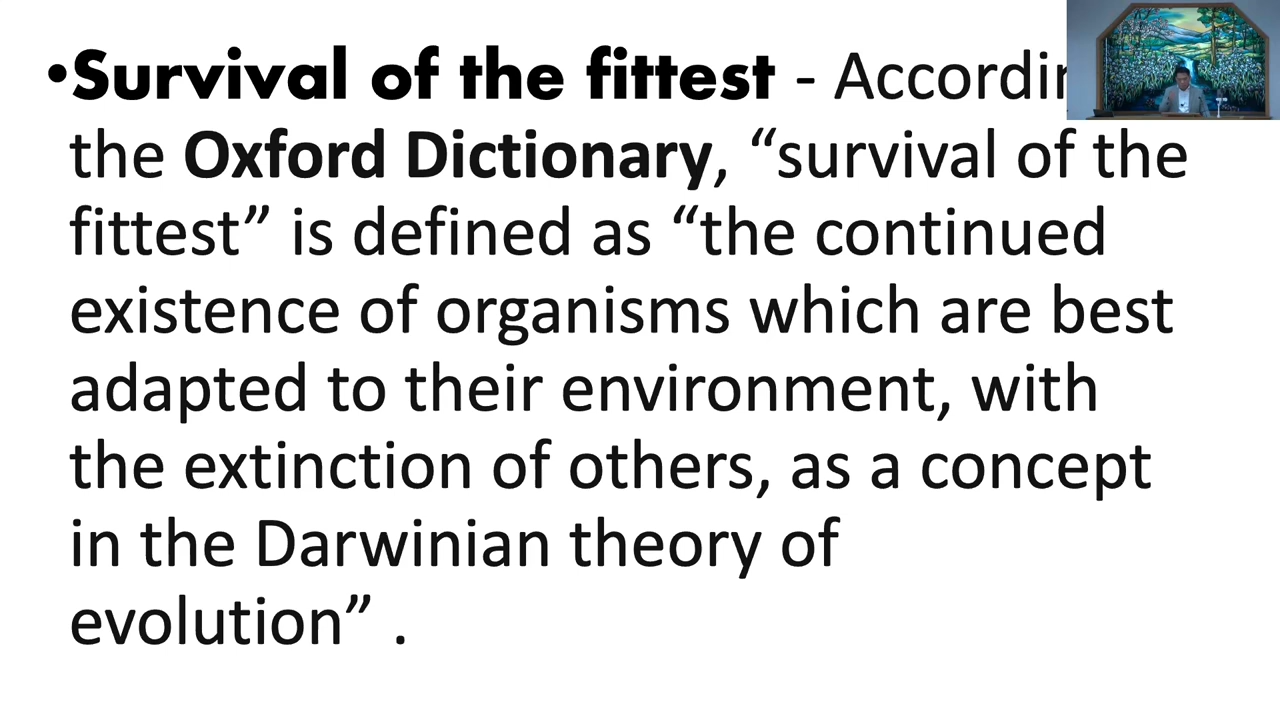 •Survival of the fittest - Accordin
the Oxford Dictionary, “survival of the
fittest” is defined as “the continued
existence of organisms which are best
adapted to their environment, with
the extinction of others, as a concept
in the Darwinian theory of
evolution” .